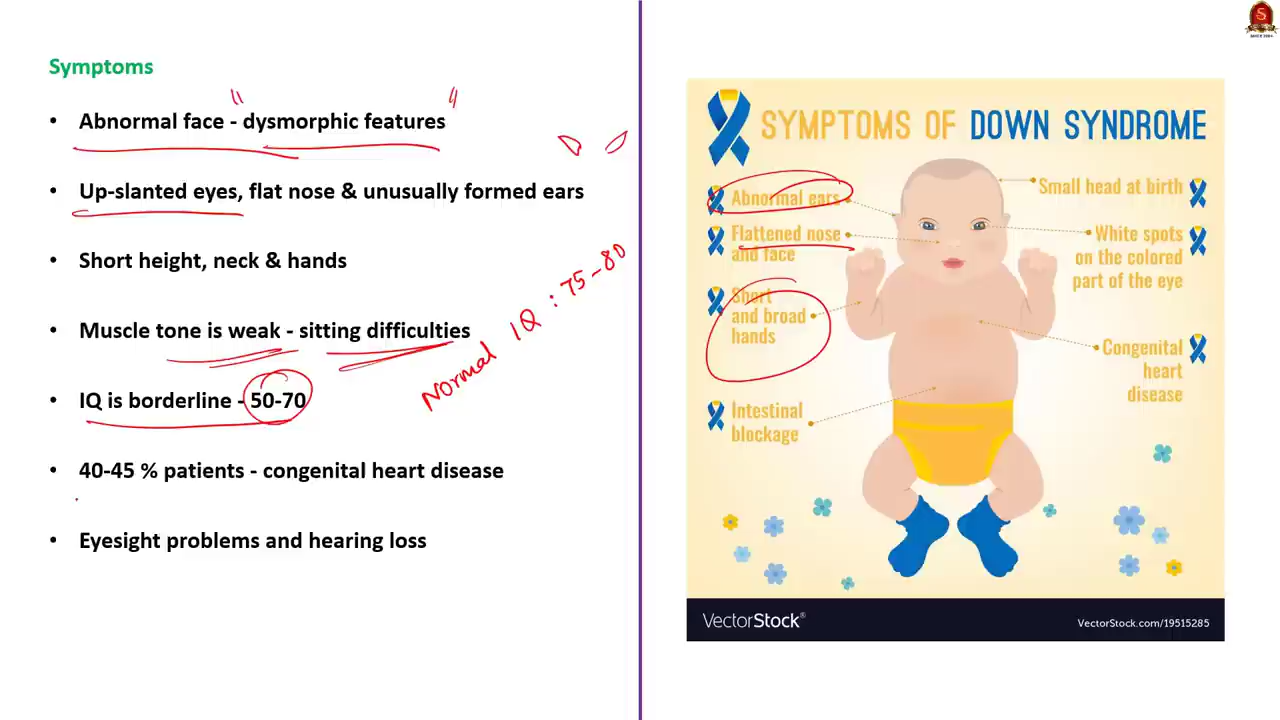 Symptoms
• Abnormal face - "dysmorphic features"
• Up-slanted eyes, flat nose & unusually formed ears
• Short height, neck & hands
• Muscle tone is weak - sitting difficulties
• IQ is borderline - 50-70
Normal IQ : 75-80
• 40-45 % patients - congenital heart disease
• Eyesight problems and hearing loss
SYMPTOMS OF DOWN SYNDROME
Abnormal ears
Flattened nose
and face
Short
and broad
hands
Intestinal
blockage
Small head at birth
White spots
on the colored
part of the eye
Congenital
heart
disease
VectorStock®
VectorStock.com/19515285
S